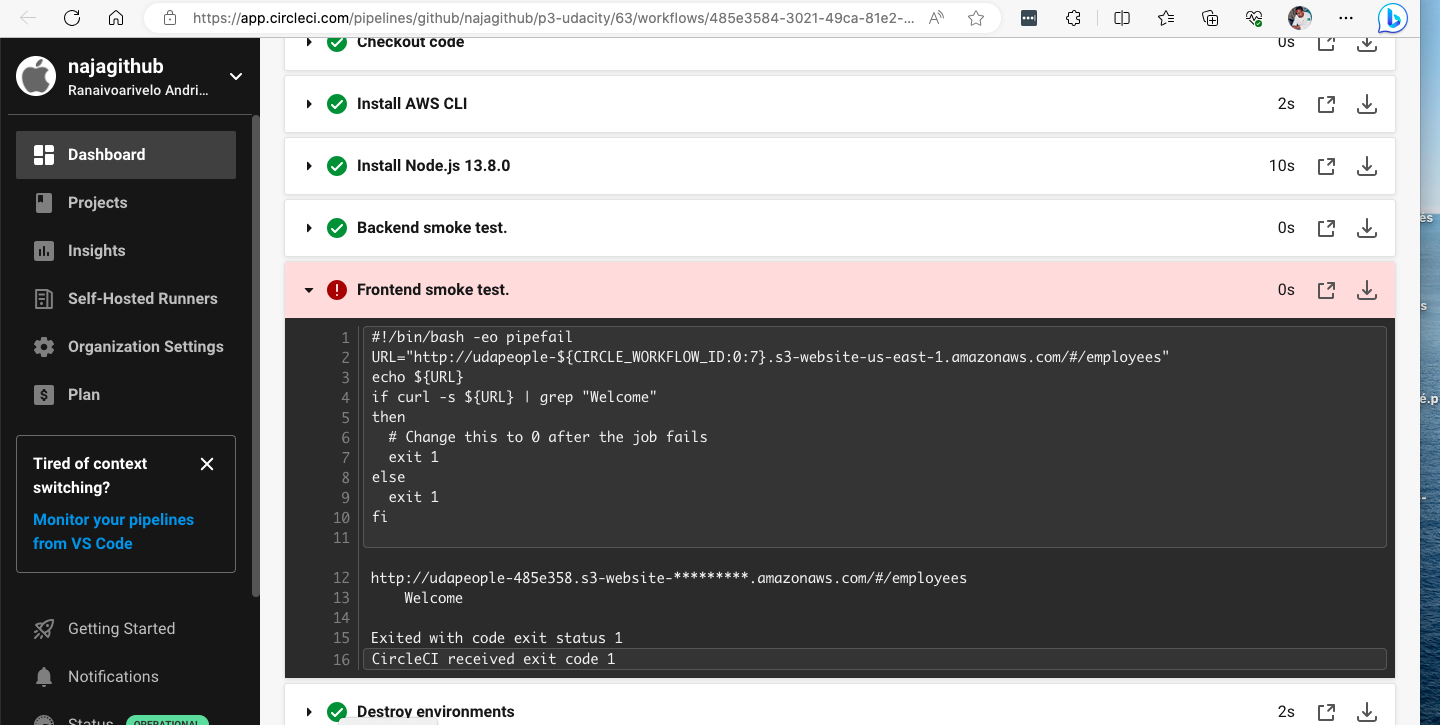 https://app.circleci.com/pipelines/github/najagithub/p3-udacity/63/workflows/485e3584-3021-49ca-81e2-...
najagithub
Ranaivoarivelo Andri...
Dashboard
Projects
Insights
Self-Hosted Runners
Organization Settings
Plan
Tired of context
switching?
Monitor your pipelines
from VS Code
Getting Started
Notifications
Status OPERATIONAL
Checkout code 0s
Install AWS CLI 2s
Install Node.js 13.8.0 10s
Backend smoke test. 0s
Frontend smoke test. 0s
1 #!/bin/bash -eo pipefail
2 URL="http://udapeople-${CIRCLE_WORKFLOW_ID:0:7}.s3-website-us-east-1.amazonaws.com/#/employees"
3 echo ${URL}
4 if curl -s ${URL} | grep "Welcome"
5 then
6 # Change this to 0 after the job fails
7 exit 1
8 else
9 exit 1
10 fi
11
12 http://udapeople-485e358.s3-website-*********.amazonaws.com/#/employees
13 Welcome
14
15 Exited with code exit status 1
16 CircleCI received exit code 1
Destroy environments 2s
és
s
é.p